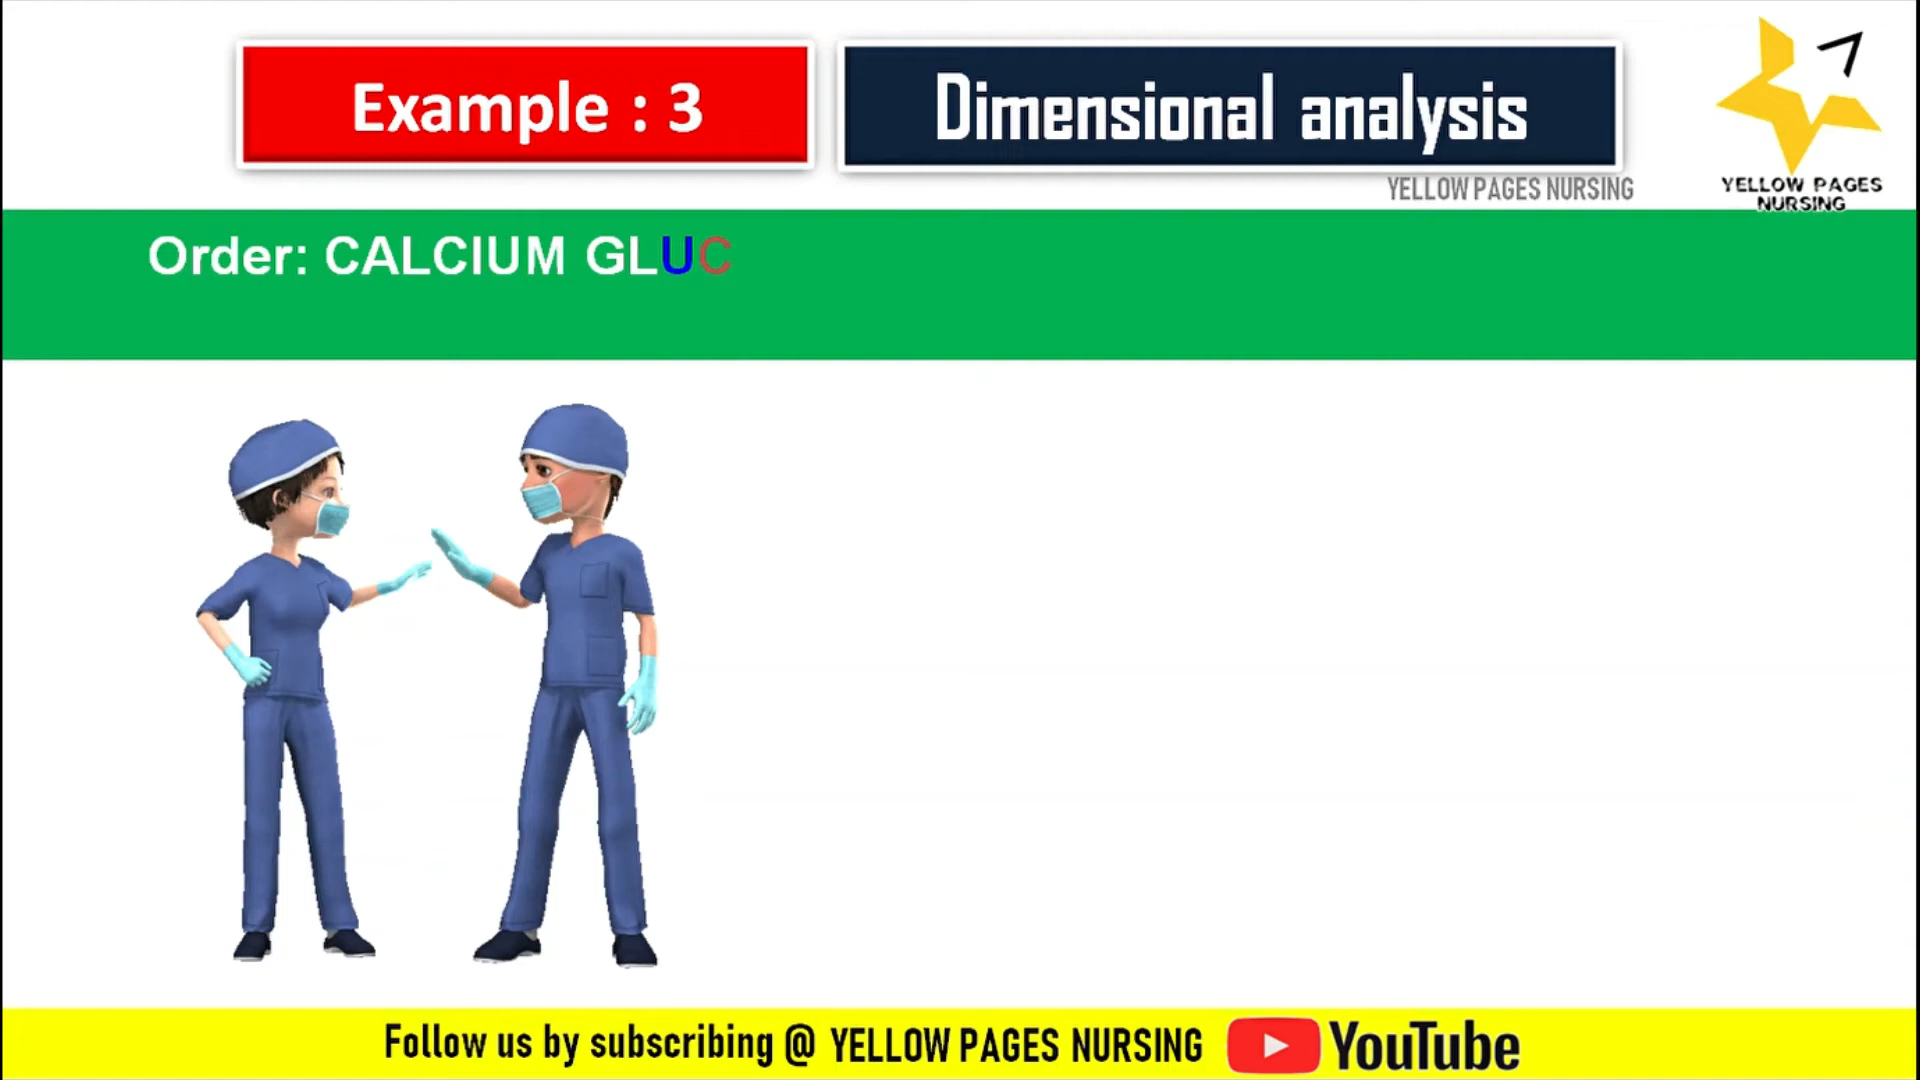 Example : 3
Dimensional analysis
YELLOW PAGES NURSING
YELLOW PAGES
NURSING
Order: CALCIUM GLUC
Follow us by subscribing @ YELLOW PAGES NURSING YouTube